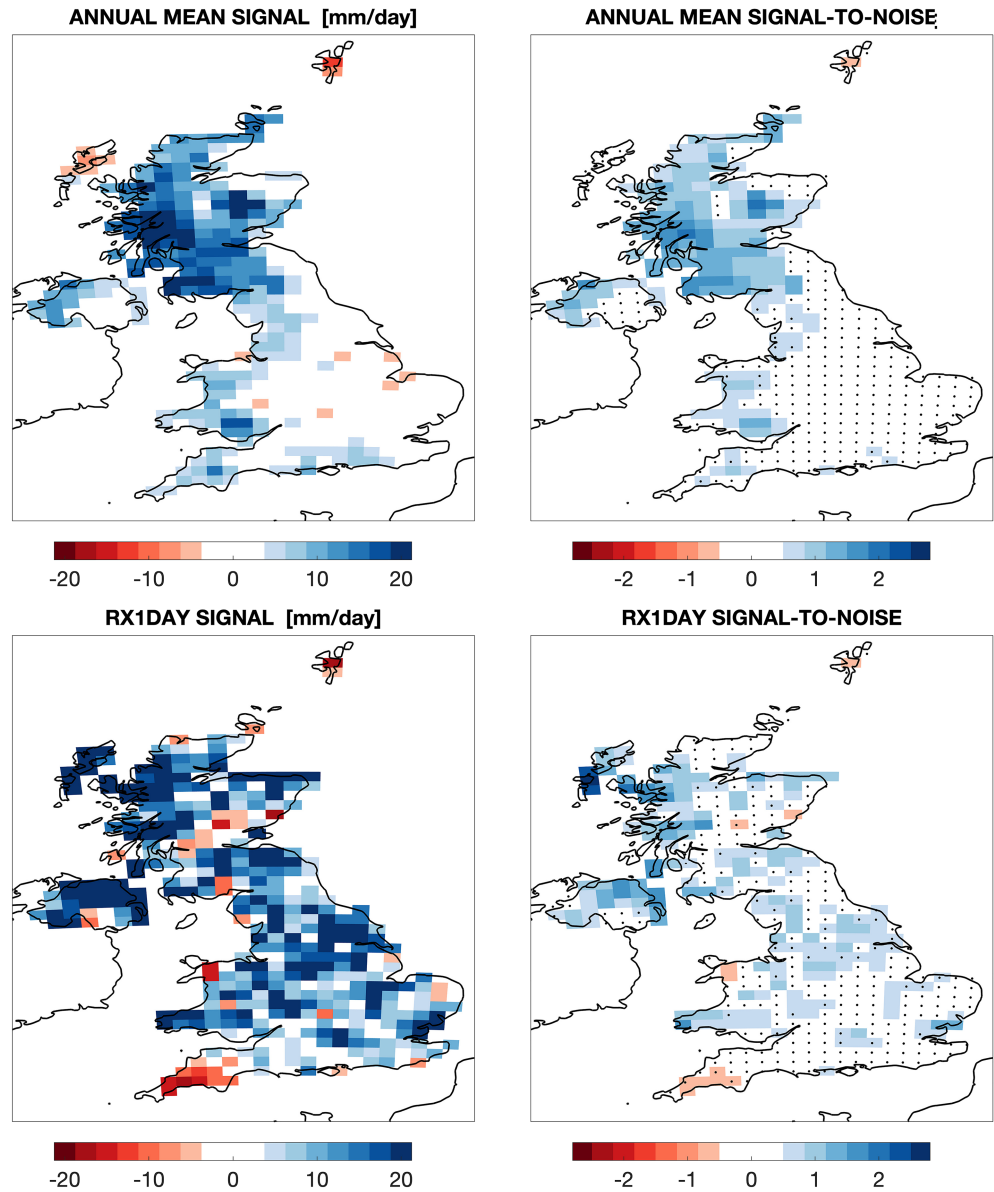 ANNUAL MEAN SIGNAL [mm/day]
ANNUAL MEAN SIGNAL-TO-NOISE
-20 -10 0 10 20
-2 -1 0 1 2
RX1DAY SIGNAL [mm/day]
RX1DAY SIGNAL-TO-NOISE
-20 -10 0 10 20
-2 -1 0 1 2